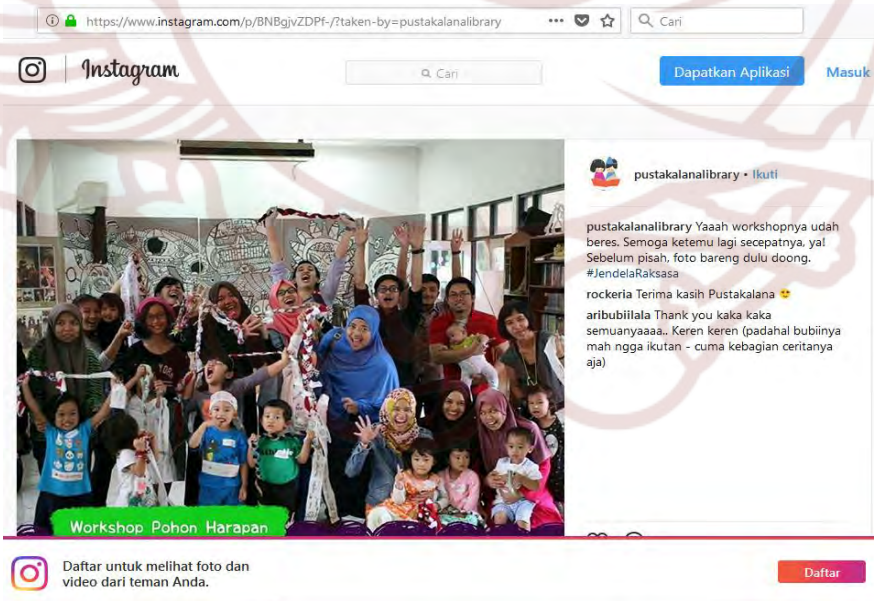 https://www.instagram.com/p/BNBgjvZDPf-/?taken-by=pustakalanalibrary
Cari
Instagram
Cari
Dapatkan Aplikasi
Masuk
pustakalanalibrary • Ikuti
pustakalanalibrary Yaaah workshopnya udah
beres. Semoga ketemu lagi secepatnya, ya!
Sebelum pisah, foto bareng dulu doong.
#JendelaRaksasa
rockeria Terima kasih Pustakalana 😍
aribubiilala Thank you kaka kaka
semuanyaaaa.. Keren keren (padahal bubiinya
mah ngga ikutan - cuma kebagian ceritanya
aja)
Workshop Pohon Harapan
Daftar untuk melihat foto dan
video dari teman Anda.
Daftar